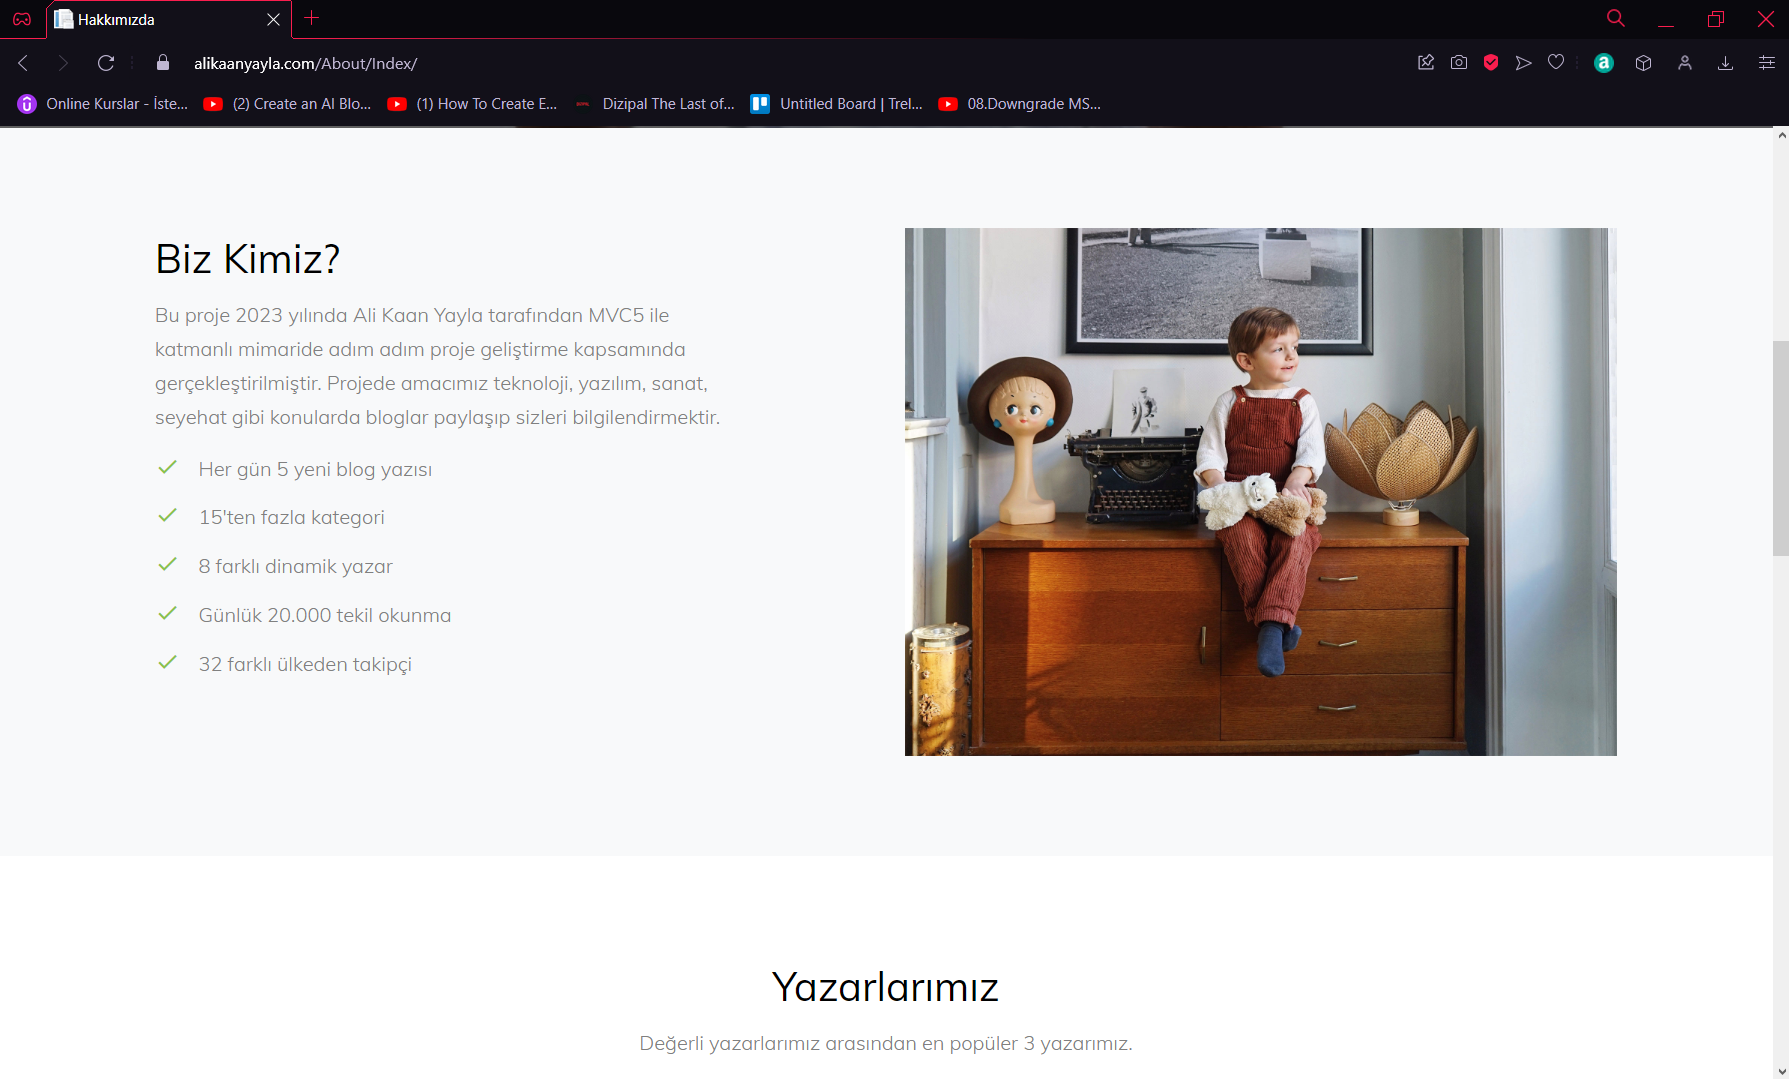 Hakkımızda
alikaanyayla.com/About/Index/
Online Kurslar - İste...
(2) Create an AI Blo...
(1) How To Create E...
Dizipal The Last of...
Untitled Board | Trel...
08.Downgrade MS...
Biz Kimiz?
Bu proje 2023 yılında Ali Kaan Yayla tarafından MVC5 ile
katmanlı mimaride adım adım proje geliştirme kapsamında
gerçekleştirilmiştir. Projede amacımız teknoloji, yazılım, sanat,
seyehat gibi konularda bloglar paylaşıp sizleri bilgilendirmektir.
Her gün 5 yeni blog yazısı
15'ten fazla kategori
8 farklı dinamik yazar
Günlük 20.000 tekil okunma
32 farklı ülkeden takipçi
Yazarlarımız
Değerli yazarlarımız arasından en popüler 3 yazarımız.